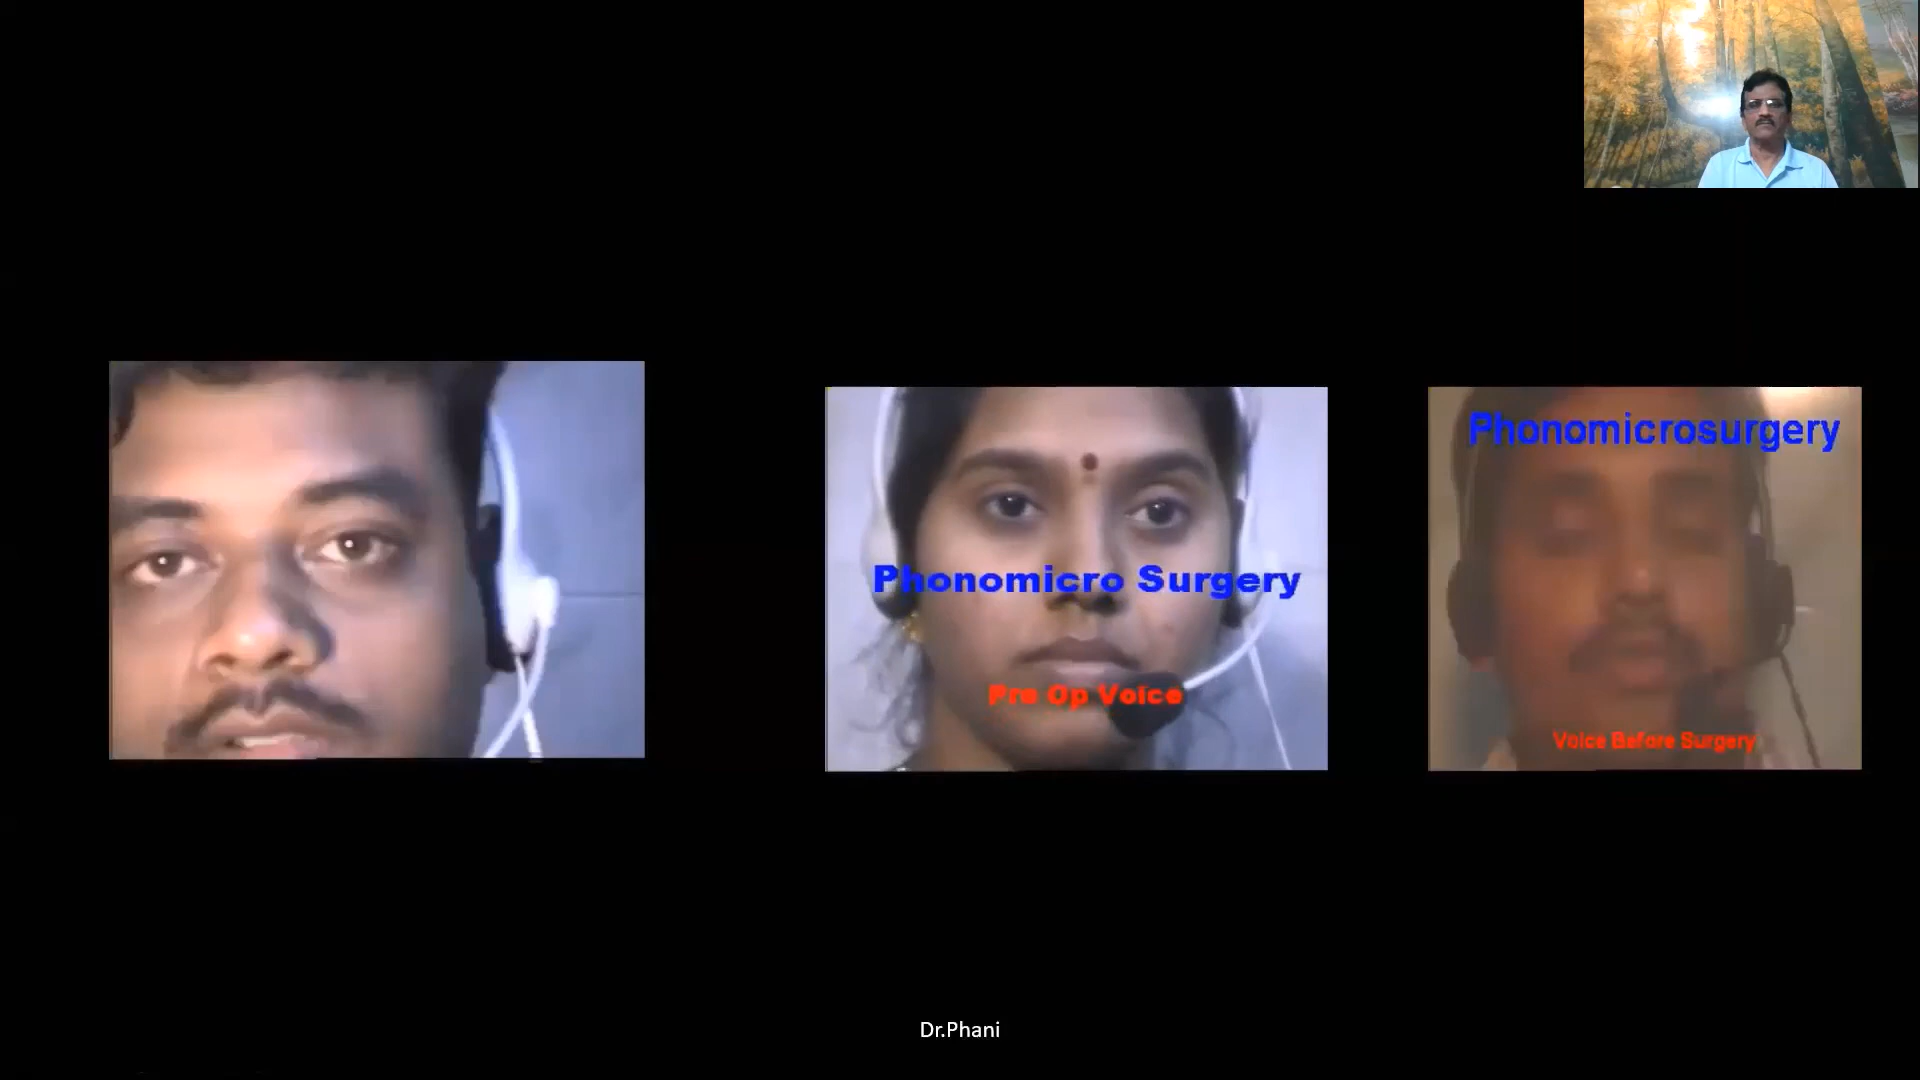 Phonomicro Surgery
Pre Op Voice
Phonomicrosurgery
Voice Before Surgery
Dr.Phani